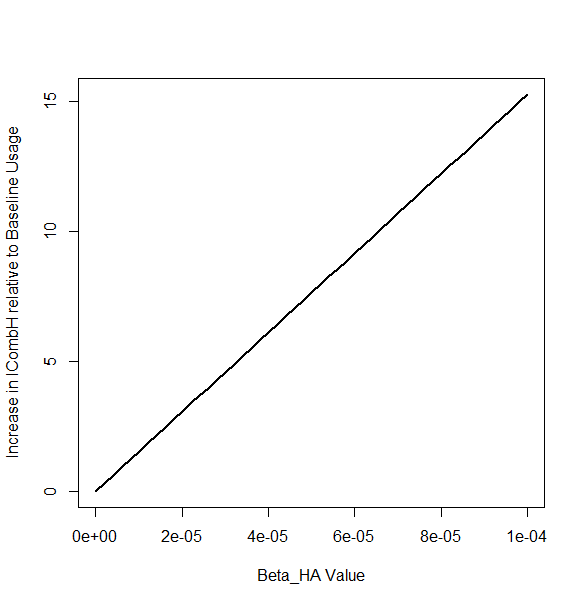 Increase in ICombH relative to Baseline Usage
15
10
5
0
0e+00 2e-05 4e-05 6e-05 8e-05 1e-04
Beta_HA Value